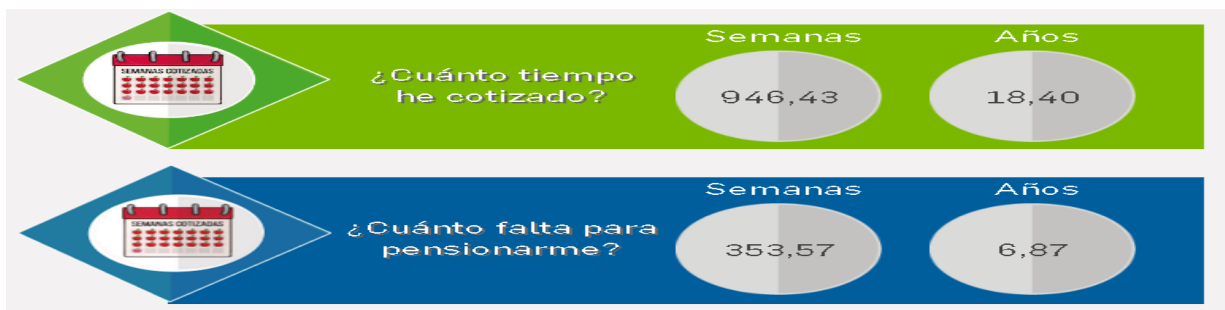 Semanas Años
SEMANAS COTIZADAS
¿Cuánto tiempo
he cotizado?
946,43 18,40
Semanas Años
SEMANAS COTIZADAS
¿Cuánto falta para
pensionarme?
353,57 6,87